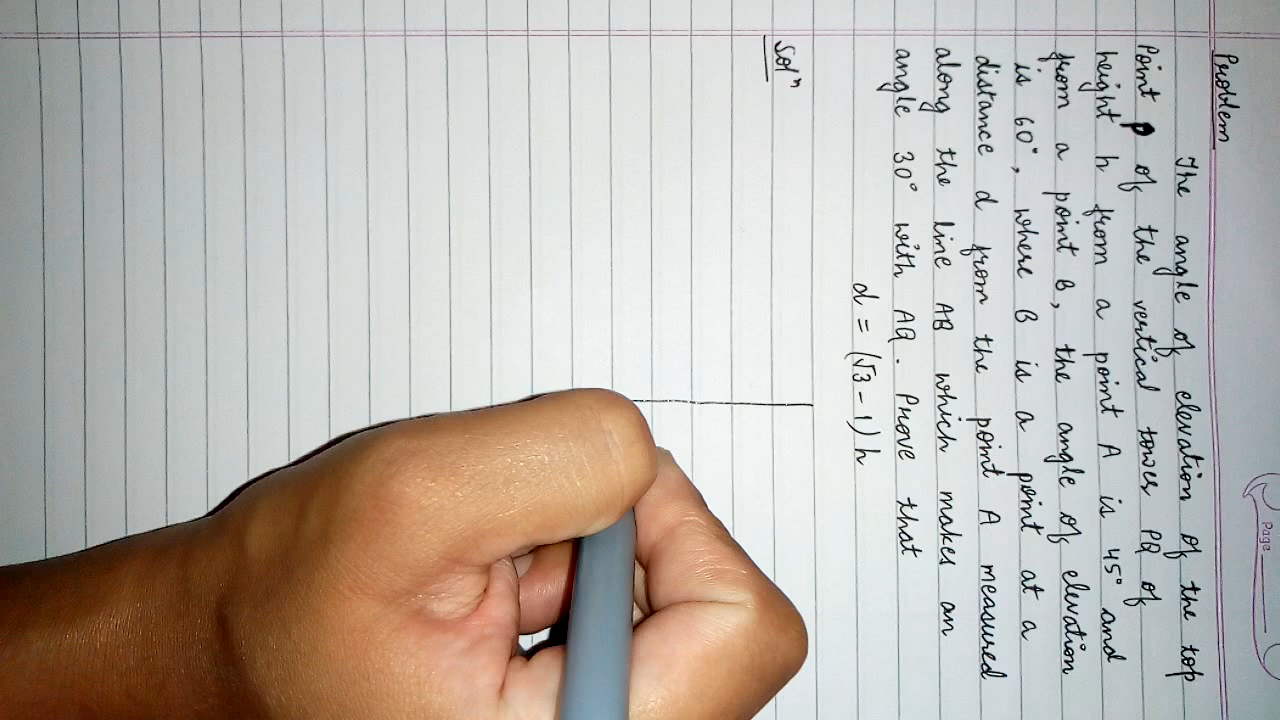 Page
Problem
The angle of elevation of the top
Point P of the vertical tower PQ of
height h from a point A is 45° and
from a point B, the angle of elevation
is 60°, where B is a point at a
distance d from the point A measured
along the line AB which makes an
angle 30° with AQ. Prove that
d = (√3 - 1) h
Solⁿ